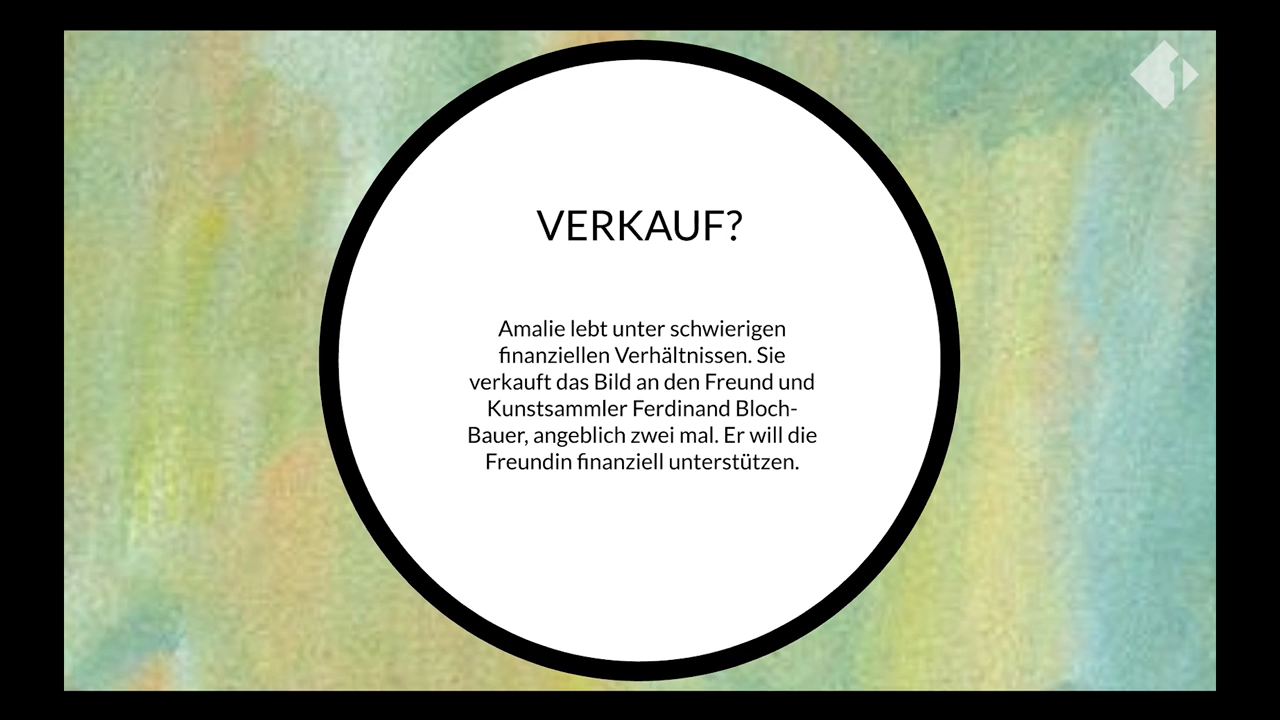 VERKAUF?
Amalie lebt unter schwierigen
finanziellen Verhältnissen. Sie
verkauft das Bild an den Freund und
Kunstsammler Ferdinand Bloch-
Bauer, angeblich zwei mal. Er will die
Freundin finanziell unterstützen.